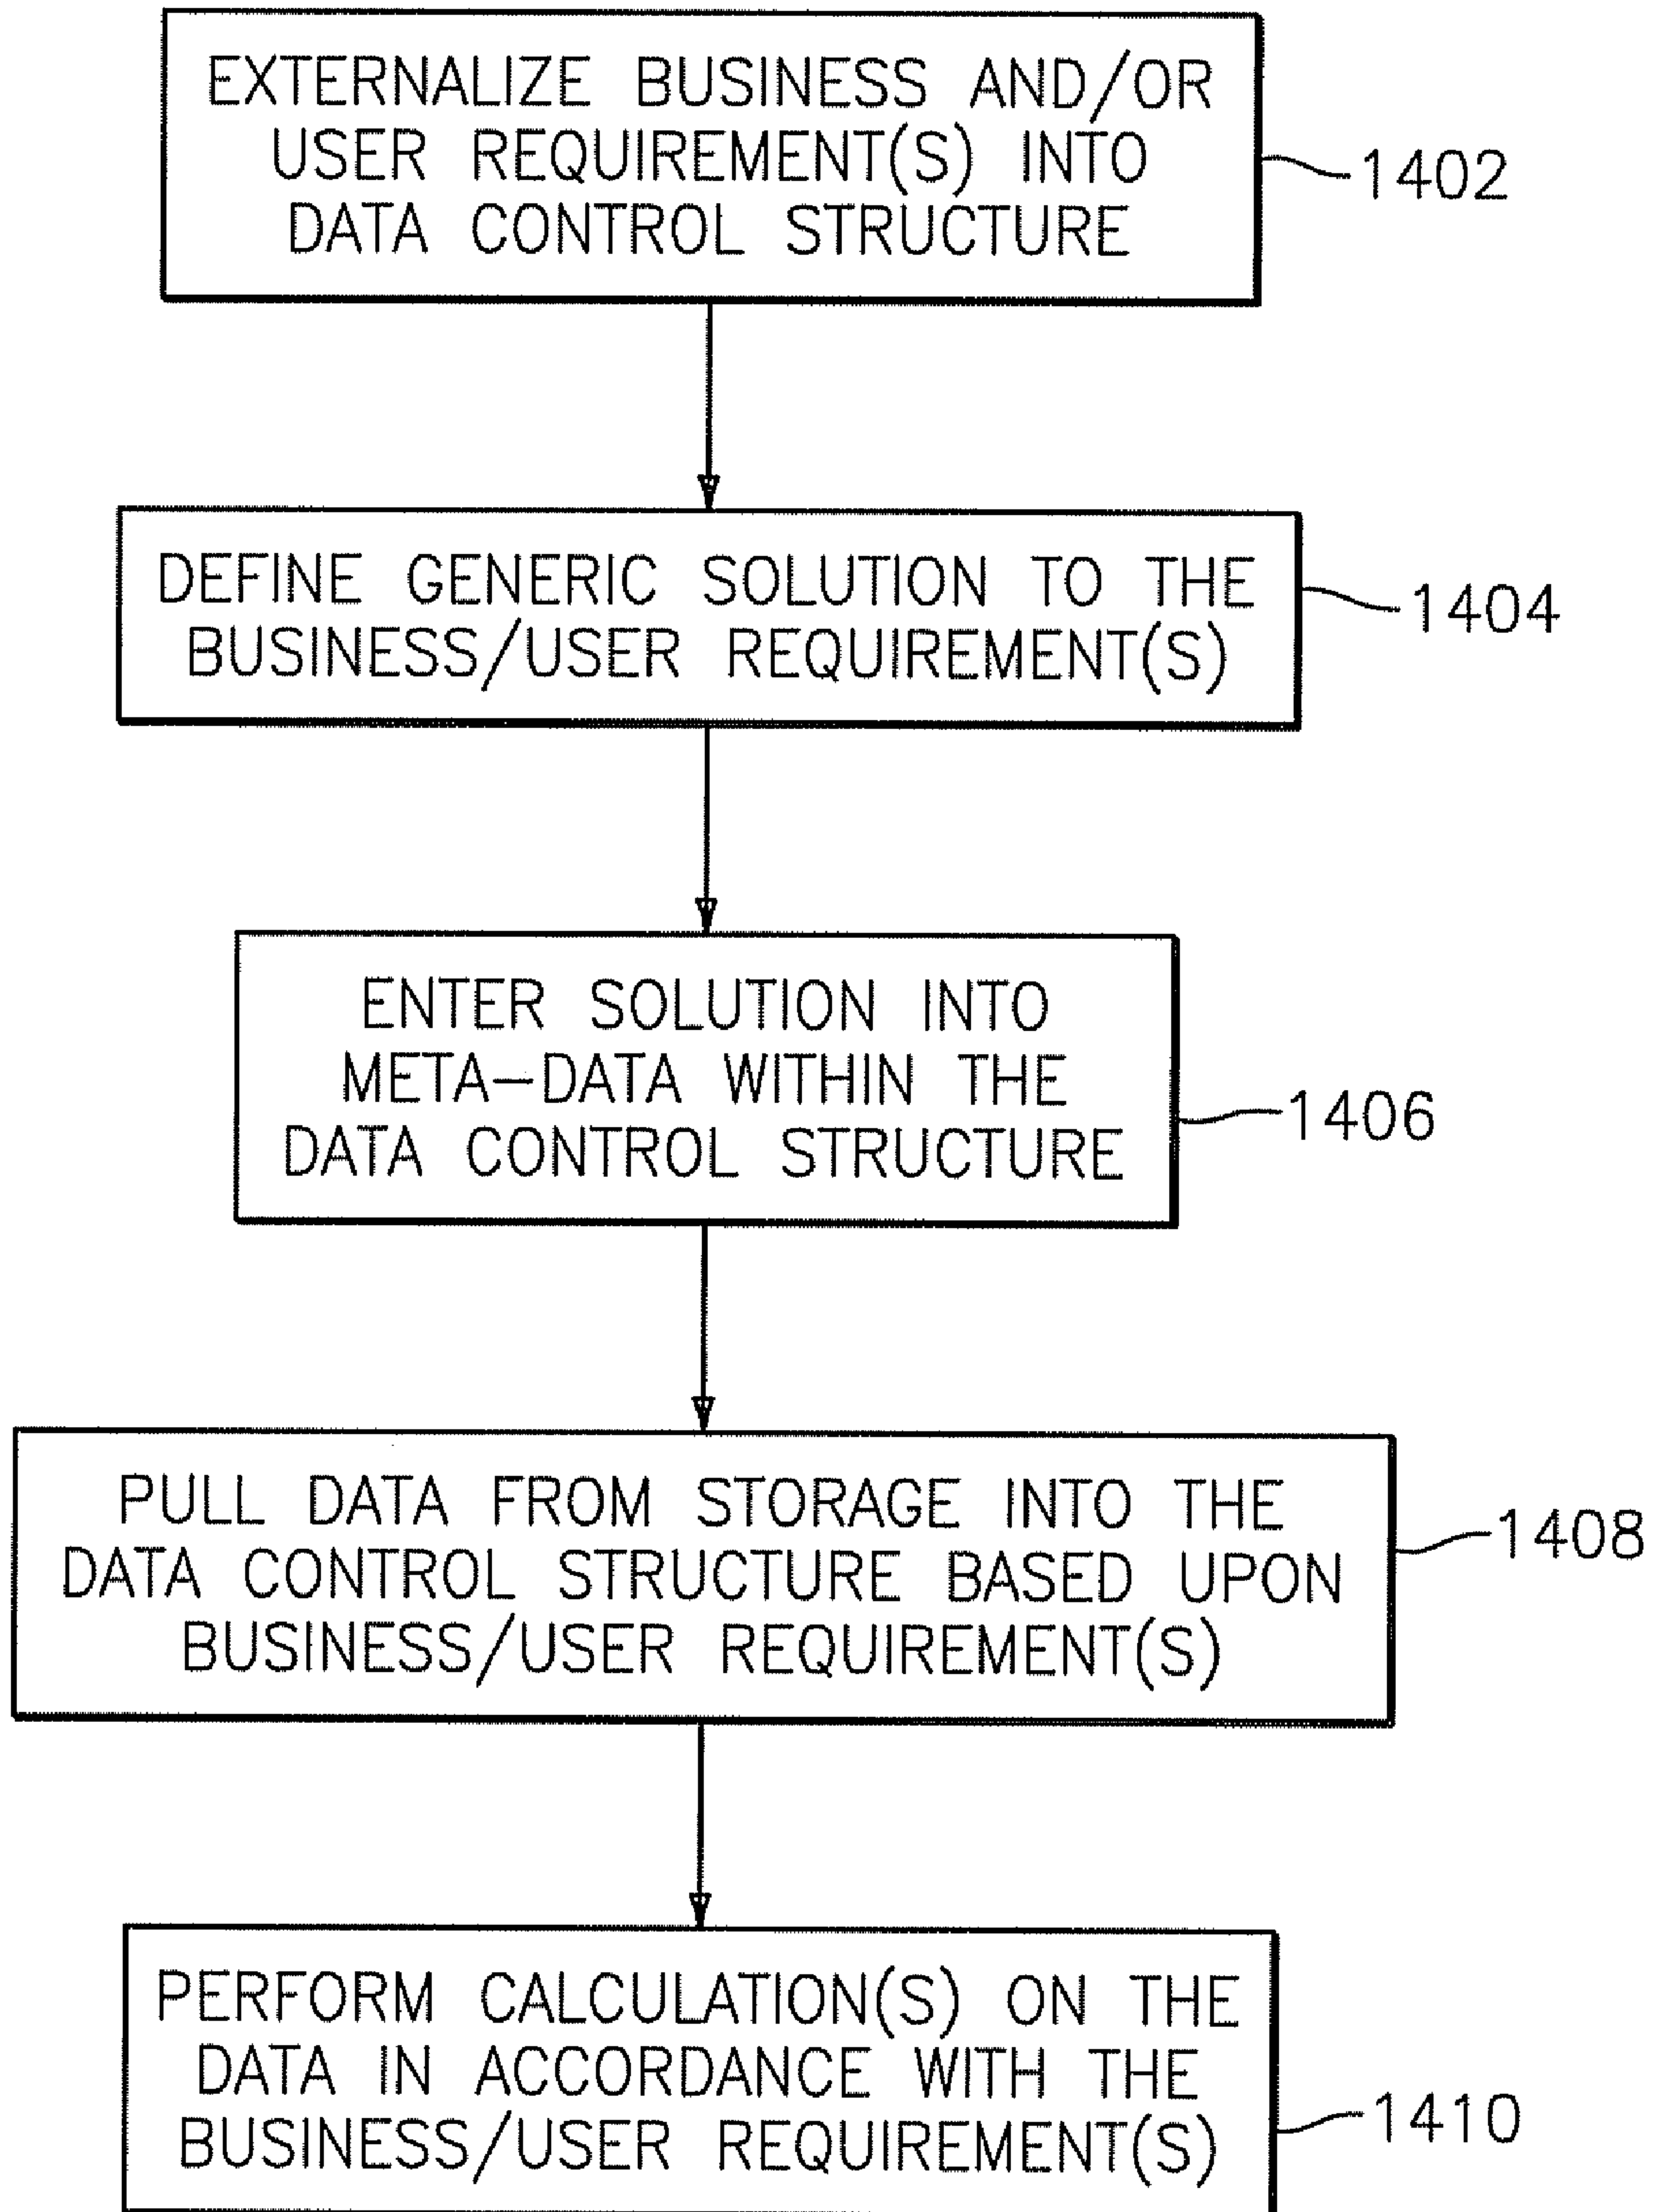 EXTERNALIZE BUSINESS AND/OR
USER REQUIREMENT(S) INTO
DATA CONTROL STRUCTURE
1402
DEFINE GENERIC SOLUTION TO THE
BUSINESS/USER REQUIREMENT(S)
1404
ENTER SOLUTION INTO
META-DATA WITHIN THE
DATA CONTROL STRUCTURE
1406
PULL DATA FROM STORAGE INTO THE
DATA CONTROL STRUCTURE BASED UPON
BUSINESS/USER REQUIREMENT(S)
1408
PERFORM CALCULATION(S) ON THE
DATA IN ACCORDANCE WITH THE
BUSINESS/USER REQUIREMENT(S)
1410